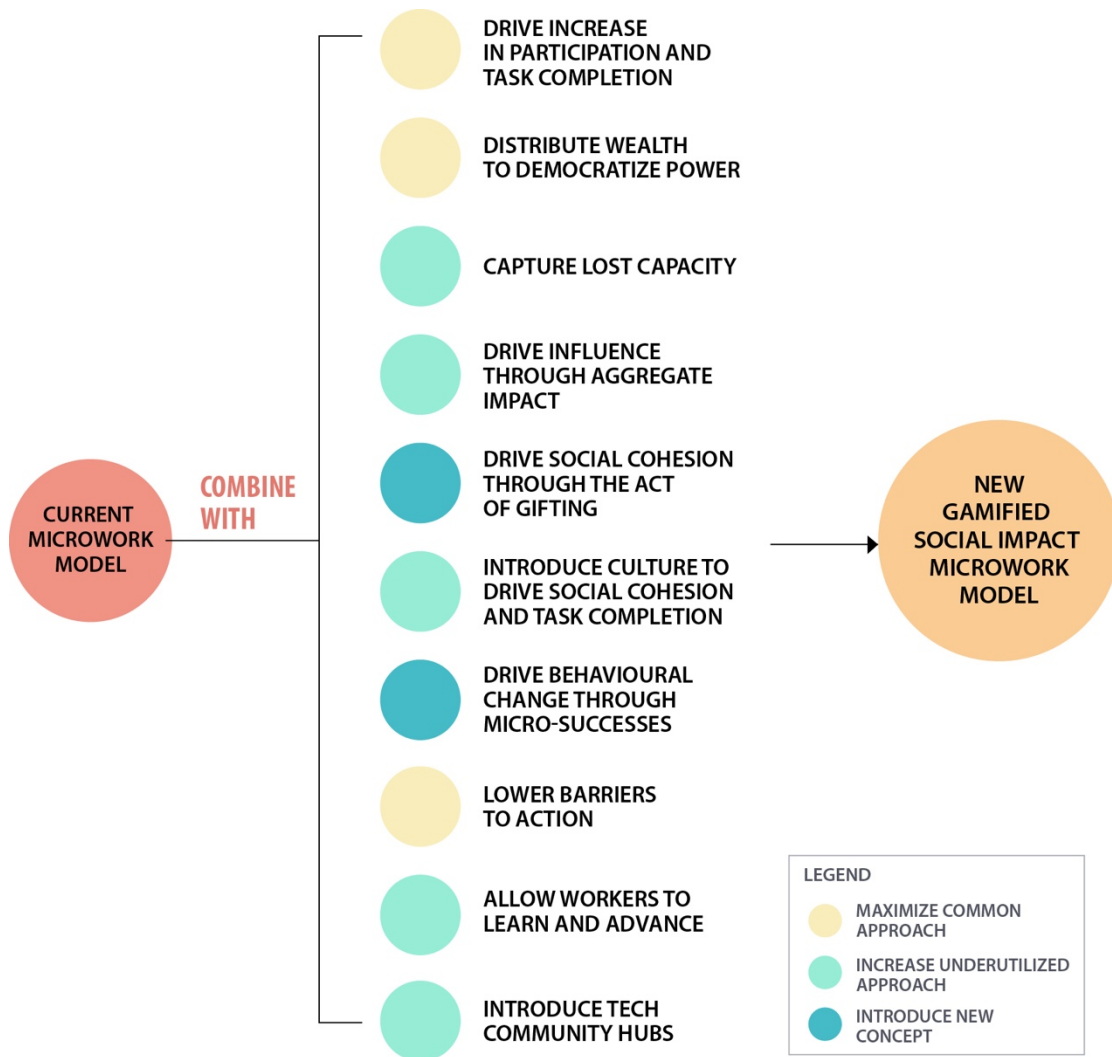 DRIVE INCREASE
IN PARTICIPATION AND
TASK COMPLETION
DISTRIBUTE WEALTH
TO DEMOCRATIZE POWER
CAPTURE LOST CAPACITY
DRIVE INFLUENCE
THROUGH AGGREGATE
IMPACT
CURRENT
MICROWORK
MODEL
COMBINE
WITH
DRIVE SOCIAL COHESION
THROUGH THE ACT
OF GIFTING
INTRODUCE CULTURE TO
DRIVE SOCIAL COHESION
AND TASK COMPLETION
DRIVE BEHAVIOURAL
CHANGE THROUGH
MICRO-SUCCESSES
LOWER BARRIERS
TO ACTION
ALLOW WORKERS TO
LEARN AND ADVANCE
INTRODUCE TECH
COMMUNITY HUBS
NEW
GAMIFIED
SOCIAL IMPACT
MICROWORK
MODEL
LEGEND
MAXIMIZE COMMON
APPROACH
INCREASE UNDERUTILIZED
APPROACH
INTRODUCE NEW
CONCEPT